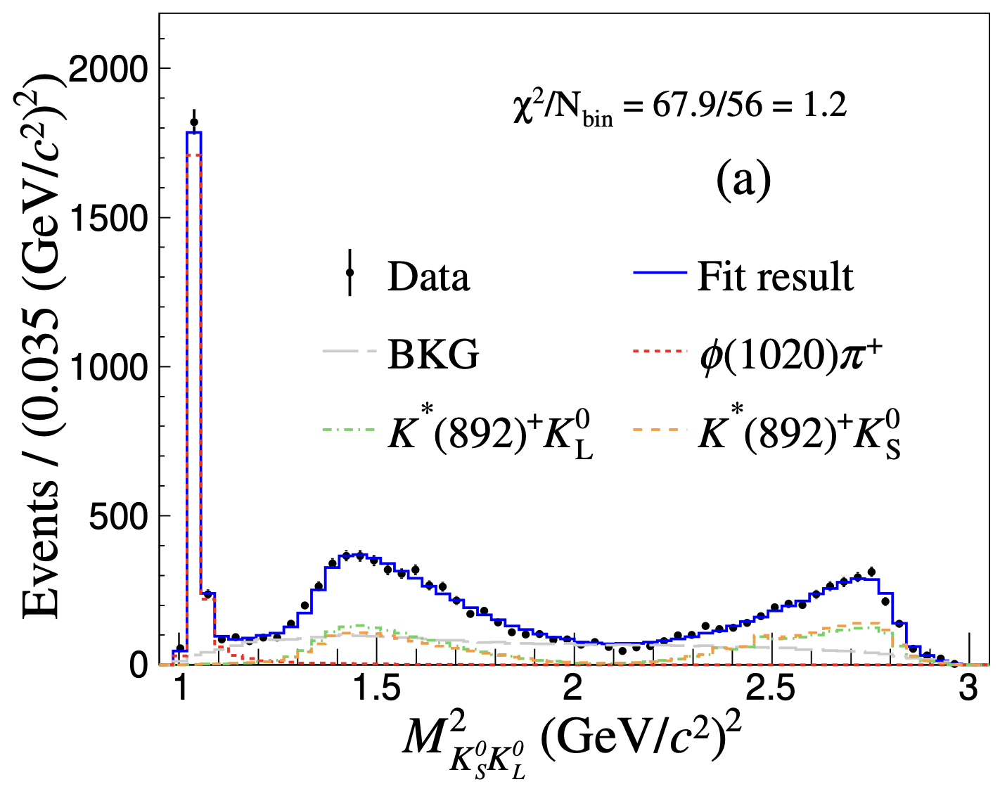 Events / (0.035 (GeV/c²)²)
2000
1500
1000
500
0
χ²/N_bin = 67.9/56 = 1.2
(a)
Data
Fit result
BKG
ϕ(1020)π⁺
K*(892)⁺K⁰_L
K*(892)⁺K⁰_S
1 1.5 2 2.5 3
M²_{K⁰_S K⁰_L} (GeV/c²)²